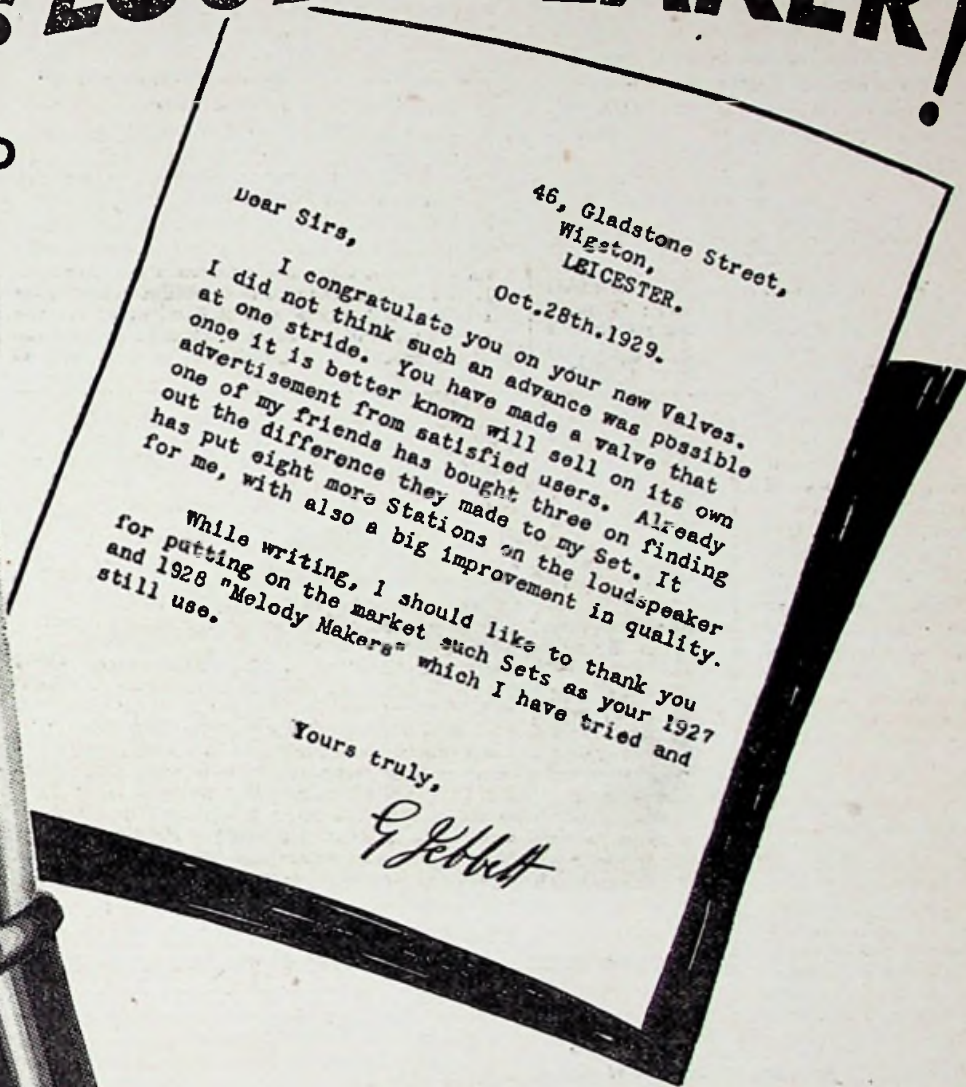 46, Gladstone Street,
Wigston,
LEICESTER.
Oct.28th.1929.
Dear Sirs,
I congratulate you on your new Valves.
I did not think such an advance was possible
at one stride. You have made a valve that
once it is better known will sell on its own
advertisement from satisfied users. Already
one of my friends has bought three on finding
out the difference they made to my Set. It
has put eight more Stations on the loudspeaker
for me, with also a big improvement in quality.
While writing, I should like to thank you
for putting on the market such Sets as your 1927
and 1928 "Melody Makers" which I have tried and
still use.
Yours truly,